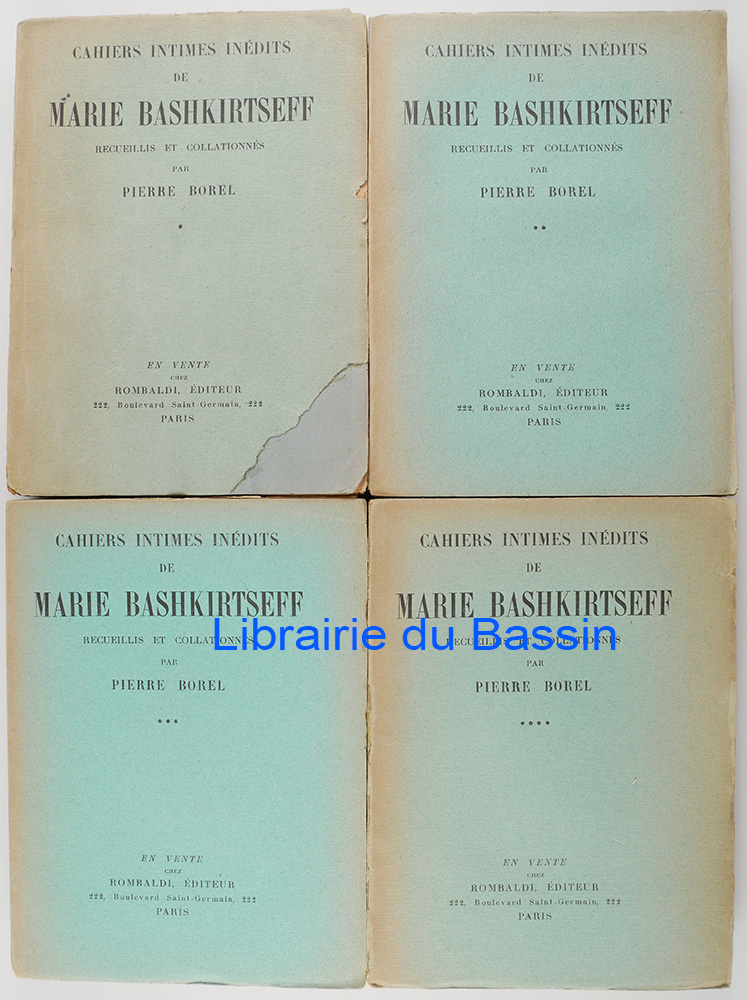 CAHIERS INTIMES INÉDITS
DE
MARIE BASHKIRTSEFF
RECUEILLIS ET COLLATIONNÉS
PAR
PIERRE BOREL
*
EN VENTE
CHEZ
ROMBALDI, ÉDITEUR
222, Boulevard Saint-Germain, 222
PARIS
CAHIERS INTIMES INÉDITS
DE
MARIE BASHKIRTSEFF
RECUEILLIS ET COLLATIONNÉS
PAR
PIERRE BOREL
**
EN VENTE
CHEZ
ROMBALDI, ÉDITEUR
222, Boulevard Saint-Germain, 222
PARIS
CAHIERS INTIMES INÉDITS
DE
MARIE BASHKIRTSEFF
RECUEILLIS ET COLLATIONNÉS
PAR
PIERRE BOREL
***
EN VENTE
CHEZ
ROMBALDI, ÉDITEUR
222, Boulevard Saint-Germain, 222
PARIS
CAHIERS INTIMES INÉDITS
DE
MARIE BASHKIRTSEFF
RECUEILLIS ET COLLATIONNÉS
PAR
PIERRE BOREL
****
EN VENTE
CHEZ
ROMBALDI, ÉDITEUR
222, Boulevard Saint-Germain, 222
PARIS
Librairie du Bassin